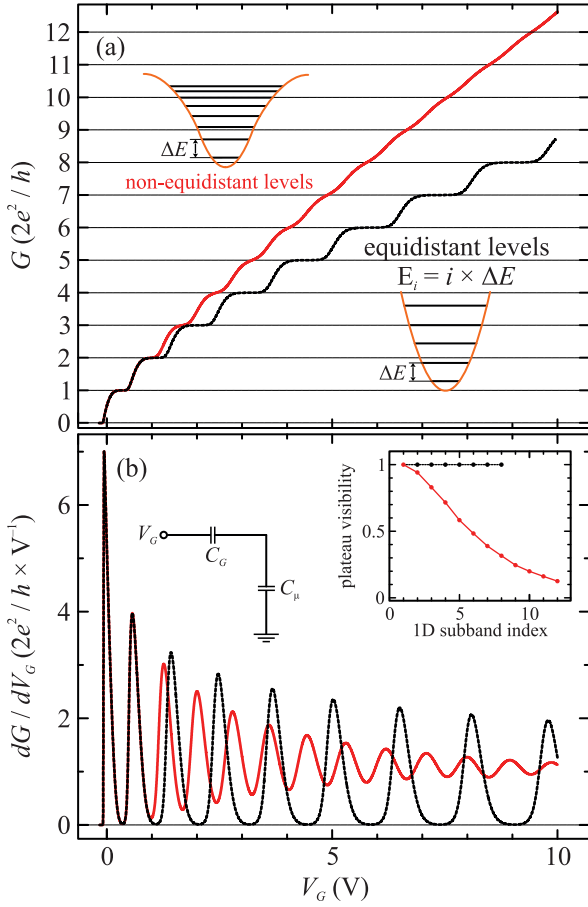 (a)
12
11
10
9
8
7
6
5
4
3
2
1
0
G (2e² / h)
ΔE
non-equidistant levels
equidistant levels
Eᵢ = i × ΔE
ΔE
(b)
6
4
2
0
dG / dV_G (2e² / h × V⁻¹)
V_G
C_G
C_μ
1
0.5
0
plateau visibility
0 5 10
1D subband index
0 5 10
V_G (V)